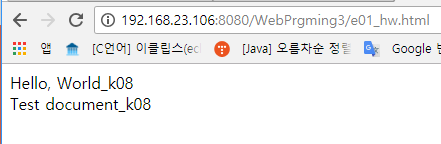 192.168.23.106:8080/WebPrgming3/e01_hw.html
앱 [C언어] 이클립스(ec [Java] 오름차순 정렬 Google 번
Hello, World_k08
Test document_k08